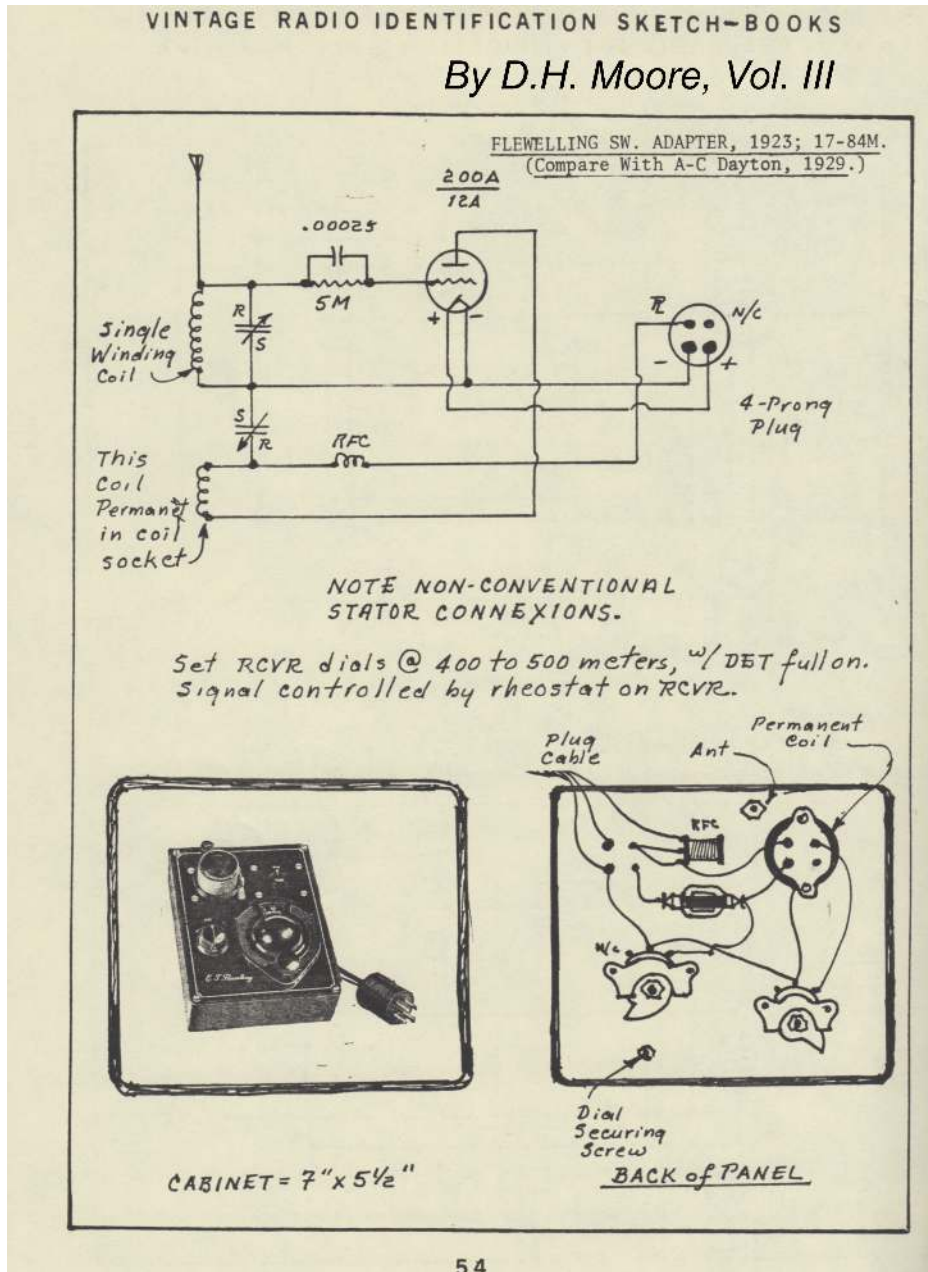 VINTAGE RADIO IDENTIFICATION SKETCH-BOOKS
By D.H. Moore, Vol. III
FLEWELLING SW. ADAPTER, 1923; 17-84M.
(Compare With A-C Dayton, 1929.)
200A
12A
.00025
5M
+
-
R
S
Single
Winding
Coil
N/C
-
+
4-Prong
Plug
S
R
RFC
This
Coil
Permanet
in coil
socket
NOTE NON-CONVENTIONAL
STATOR CONNEXIONS.
Set RCVR dials @ 400 to 500 meters, w/ DET full on.
Signal controlled by rheostat on RCVR.
Plug
Cable
Ant
Permanent
Coil
RFC
N/C
Dial
Securing
Screw
CABINET = 7" x 5 1/2"
BACK of PANEL
54